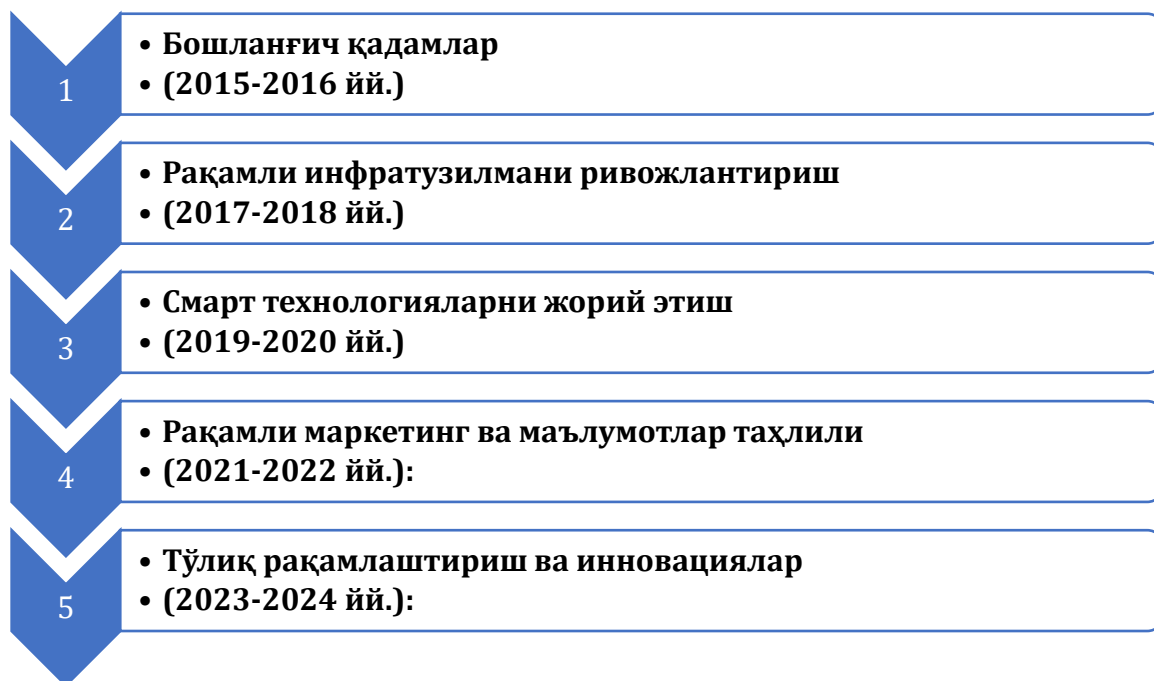 1
• Бошланғич қадамлар
• (2015-2016 йй.)
2
• Рақамли инфратузилмани ривожлантириш
• (2017-2018 йй.)
3
• Смарт технологияларни жорий этиш
• (2019-2020 йй.)
4
• Рақамли маркетинг ва маълумотлар таҳлили
• (2021-2022 йй.):
5
• Тўлиқ рақамлаштириш ва инновациялар
• (2023-2024 йй.):